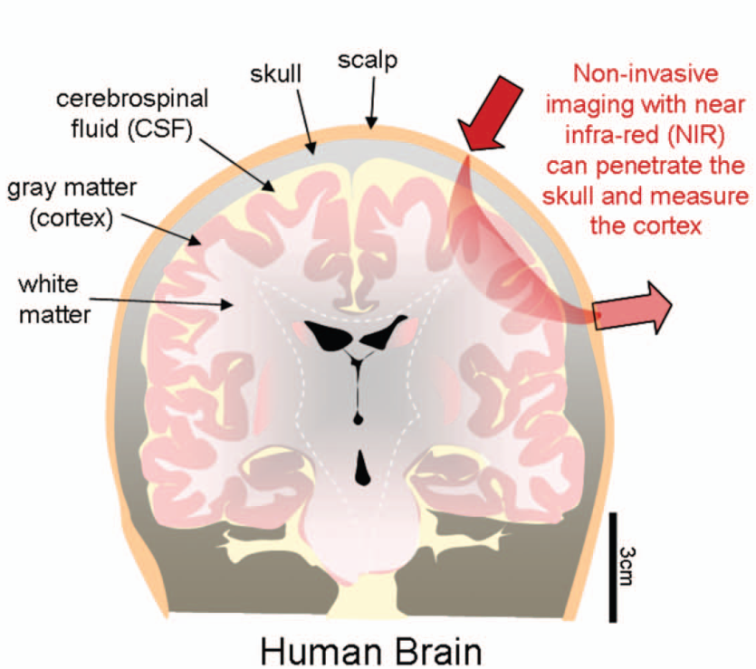 scalp
skull
cerebrospinal
fluid (CSF)
gray matter
(cortex)
white
matter
Non-invasive
imaging with near
infra-red (NIR)
can penetrate the
skull and measure
the cortex
3cm
Human Brain